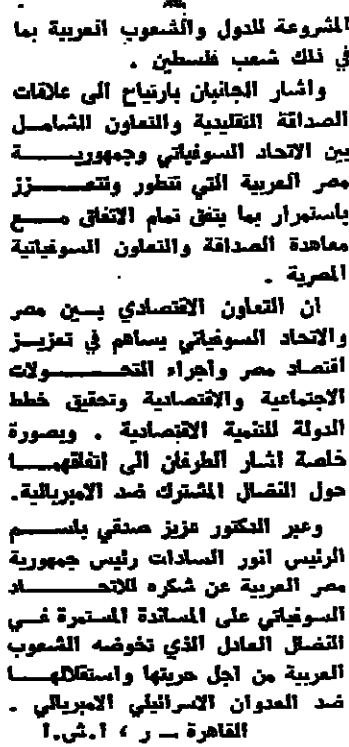 المشروعة للدول والشعوب العربية بما
في ذلك شعب فلسطين .
واشار الجانبان بارتياح الى علاقات
الصداقة التقليدية والتعاون الشامل
بين الاتحاد السوفياتي وجمهورية
مصر العربية التي تتطور وتتعزز
باستمرار بما يتفق تمام الاتفاق مع
معاهدة الصداقة والتعاون السوفياتية
المصرية .
ان التعاون الاقتصادي بين مصر
والاتحاد السوفياتي يساهم في تعزيز
اقتصاد مصر واجراء التحولات
الاجتماعية والاقتصادية وتحقيق خطط
الدولة للتنمية الاقتصادية . وبصورة
خاصة اشار الطرفان الى اتفاقهما
حول النضال المشترك ضد الامبريالية.
وعبر الدكتور عزيز صدقي باسم
الرئيس انور السادات رئيس جمهورية
مصر العربية عن شكره للاتحاد
السوفياتي على المساندة المستمرة في
النضال العادل الذي تخوضه الشعوب
العربية من اجل حريتها واستقلالها
ضد العدوان الاسرائيلي الامبريالي .
القاهرة ـ ر ، ا.ش.ا